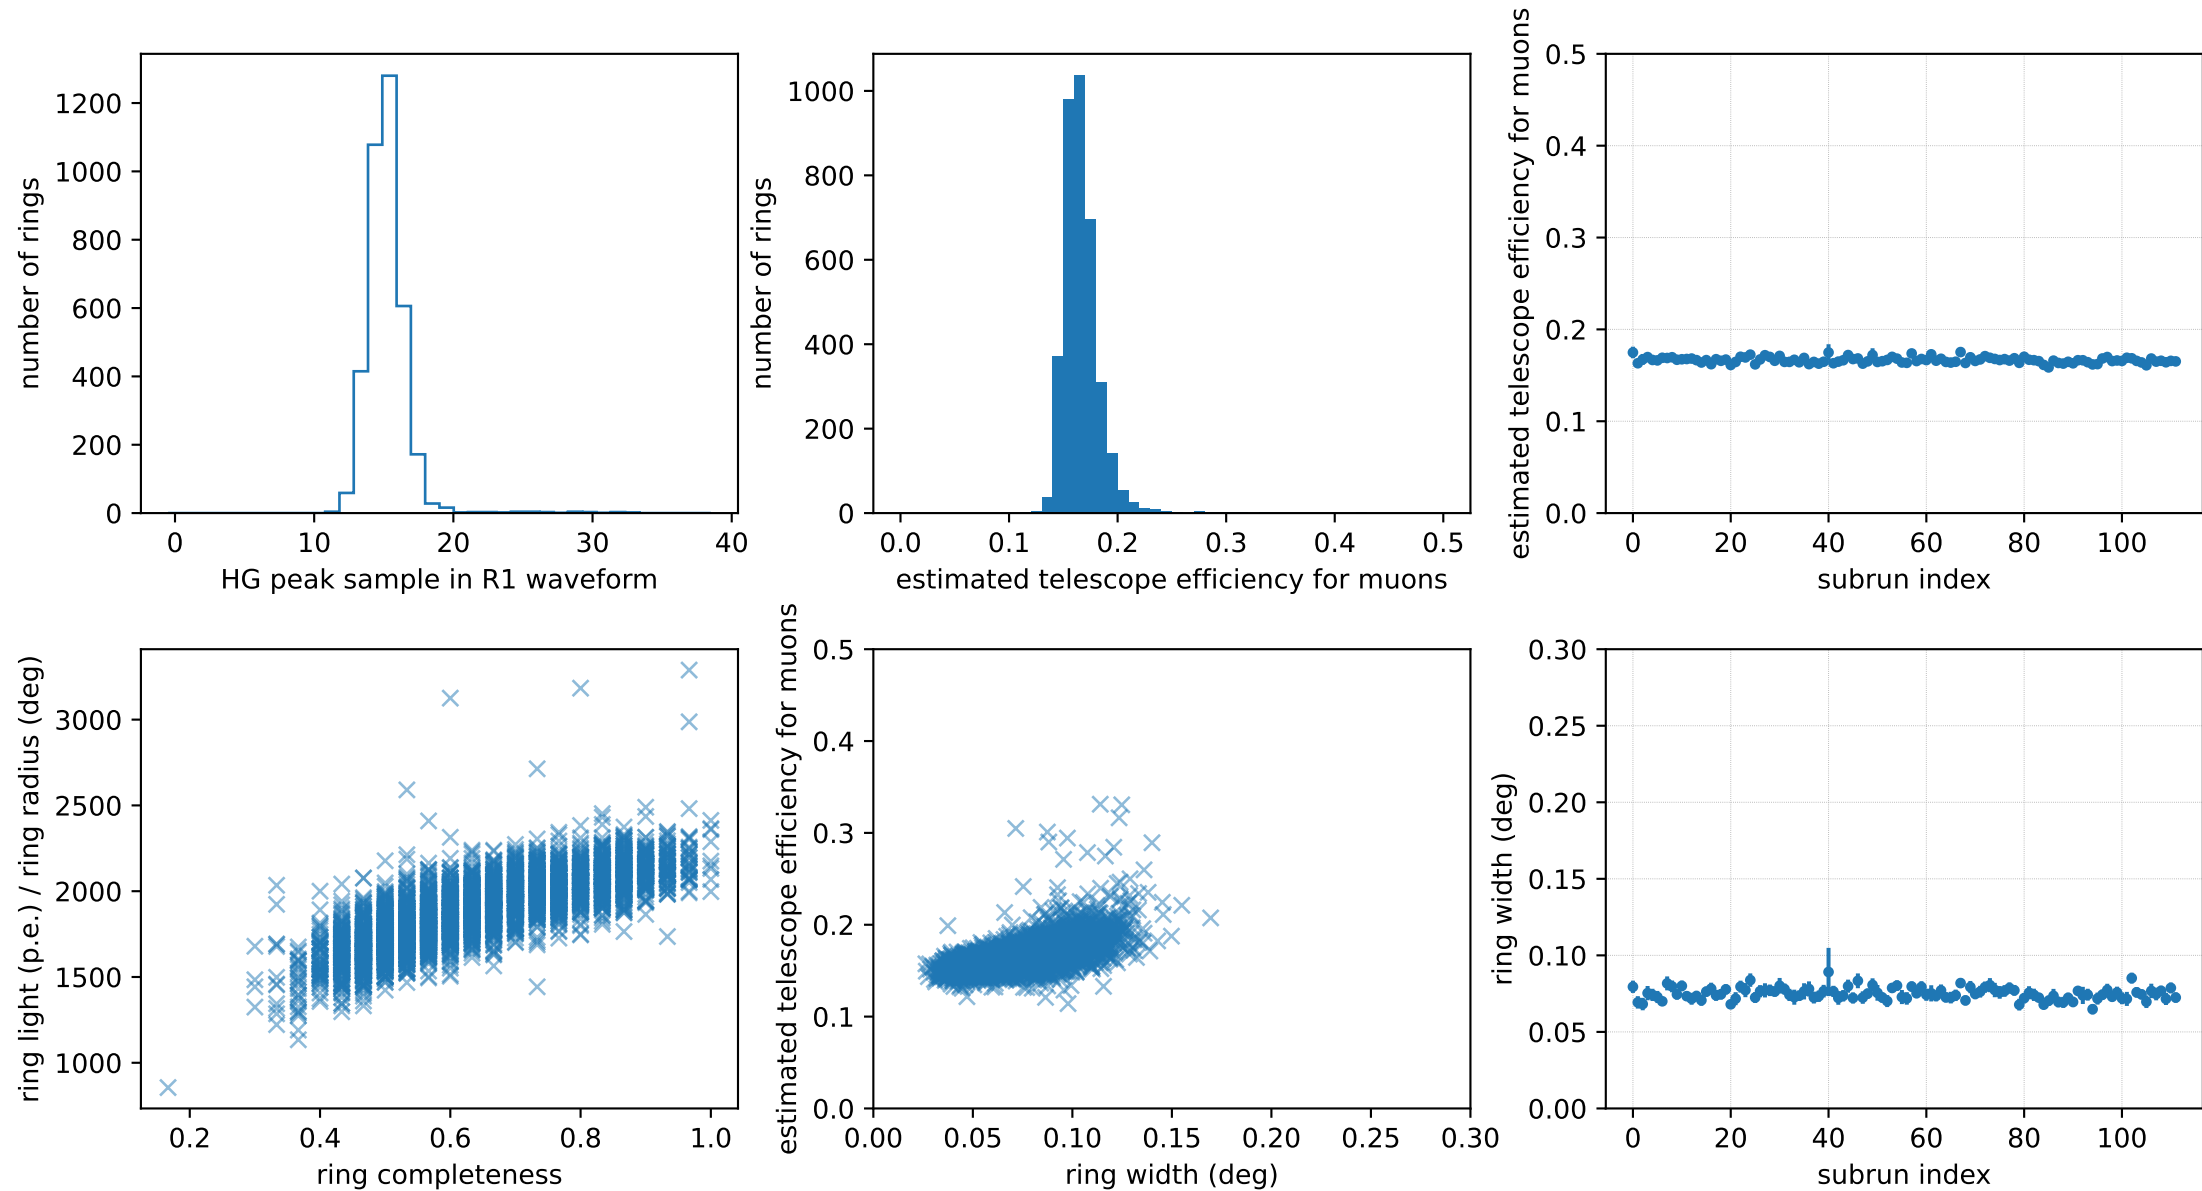 number of rings
1200
1000
800
600
400
200
0
0 10 20 30 40
HG peak sample in R1 waveform
number of rings
1000
800
600
400
200
0
0.0 0.1 0.2 0.3 0.4 0.5
estimated telescope efficiency for muons
estimated telescope efficiency for muons
0.5
0.4
0.3
0.2
0.1
0.0
0 20 40 60 80 100
subrun index
ring light (p.e.) / ring radius (deg)
3000
2500
2000
1500
1000
0.2 0.4 0.6 0.8 1.0
ring completeness
estimated telescope efficiency for muons
0.5
0.4
0.3
0.2
0.1
0.0
0.00 0.05 0.10 0.15 0.20 0.25 0.30
ring width (deg)
ring width (deg)
0.30
0.25
0.20
0.15
0.10
0.05
0.00
0 20 40 60 80 100
subrun index